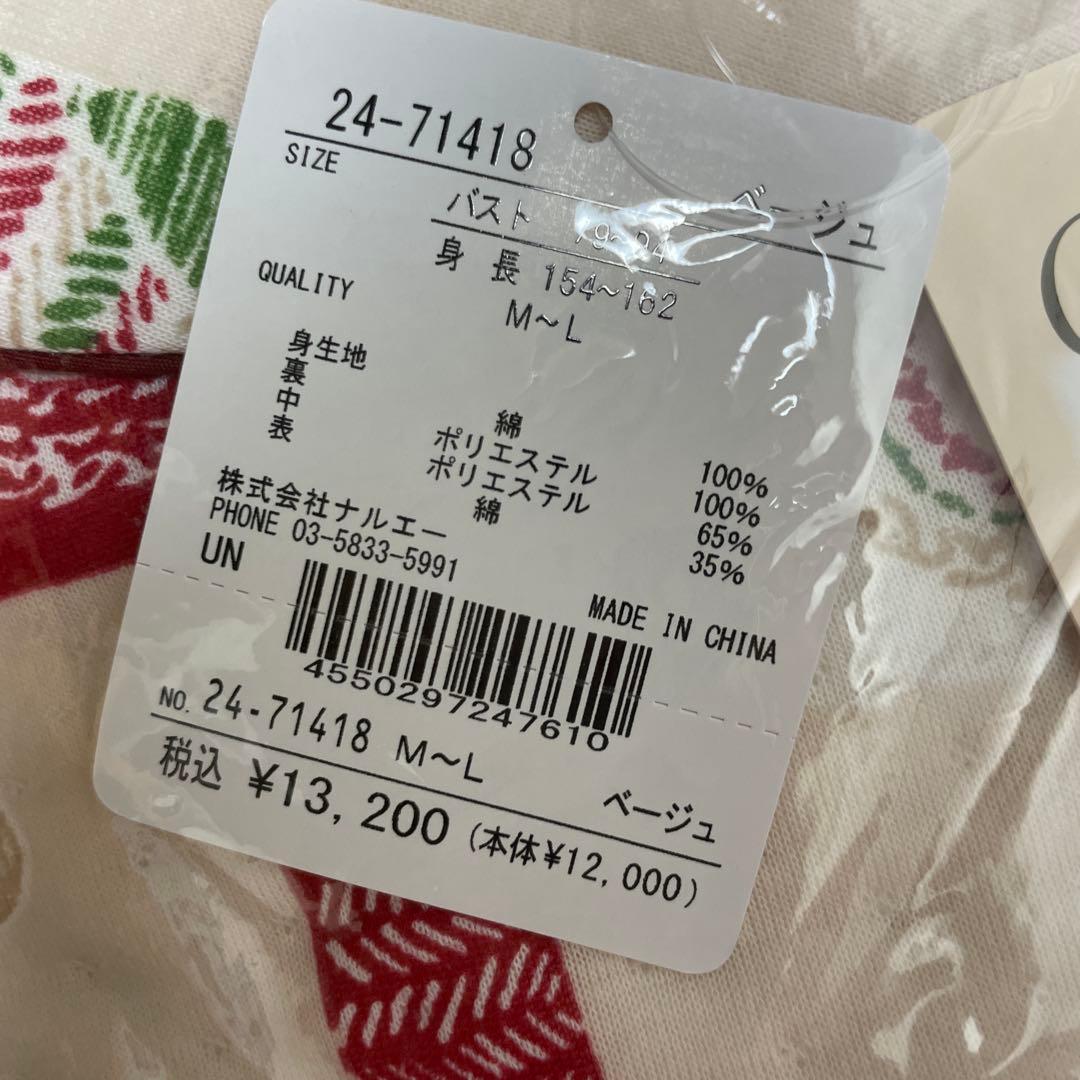 24-71418
ベージュ
SIZE
バスト 79~94
身 長 154~162
M~L
QUALITY
身生地
裏 綿 100%
中 ポリエステル 100%
表 ポリエステル 65%
綿 35%
株式会社ナルエー
PHONE 03-5833-5991
UN
MADE IN CHINA
4550297247610
NO. 24-71418 M~L
ベージュ
税込 ¥13,200 (本体¥12,000)